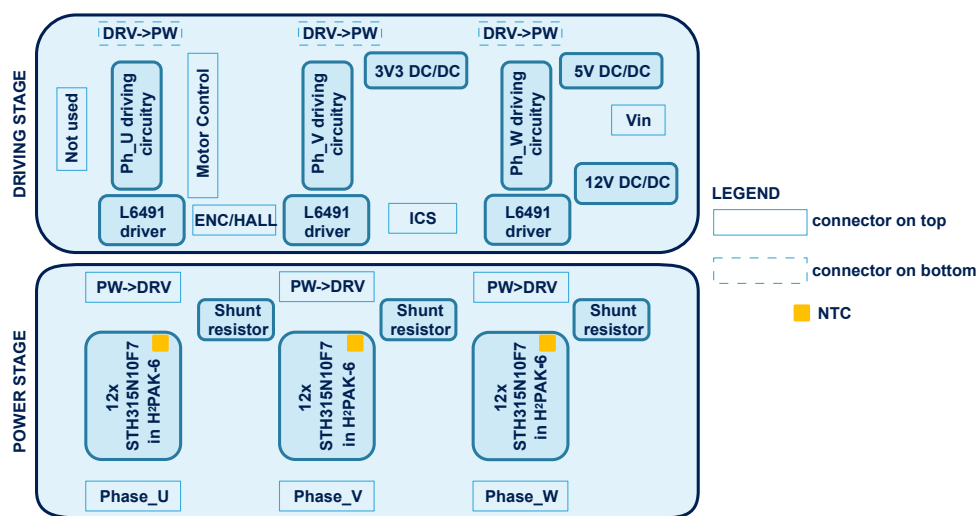 DRIVING STAGE
DRV->PW
DRV->PW
DRV->PW
Not used
Ph_U driving
circuitry
Motor Control
Ph_V driving
circuitry
3V3 DC/DC
Ph_W driving
circuitry
5V DC/DC
Vin
12V DC/DC
L6491
driver
ENC/HALL
L6491
driver
ICS
L6491
driver
LEGEND
connector on top
connector on bottom
NTC
POWER STAGE
PW->DRV
PW->DRV
PW>DRV
Shunt
resistor
Shunt
resistor
Shunt
resistor
12x
STH315N10F7
in H²PAK-6
12x
STH315N10F7
in H²PAK-6
12x
STH315N10F7
in H²PAK-6
Phase_U
Phase_V
Phase_W